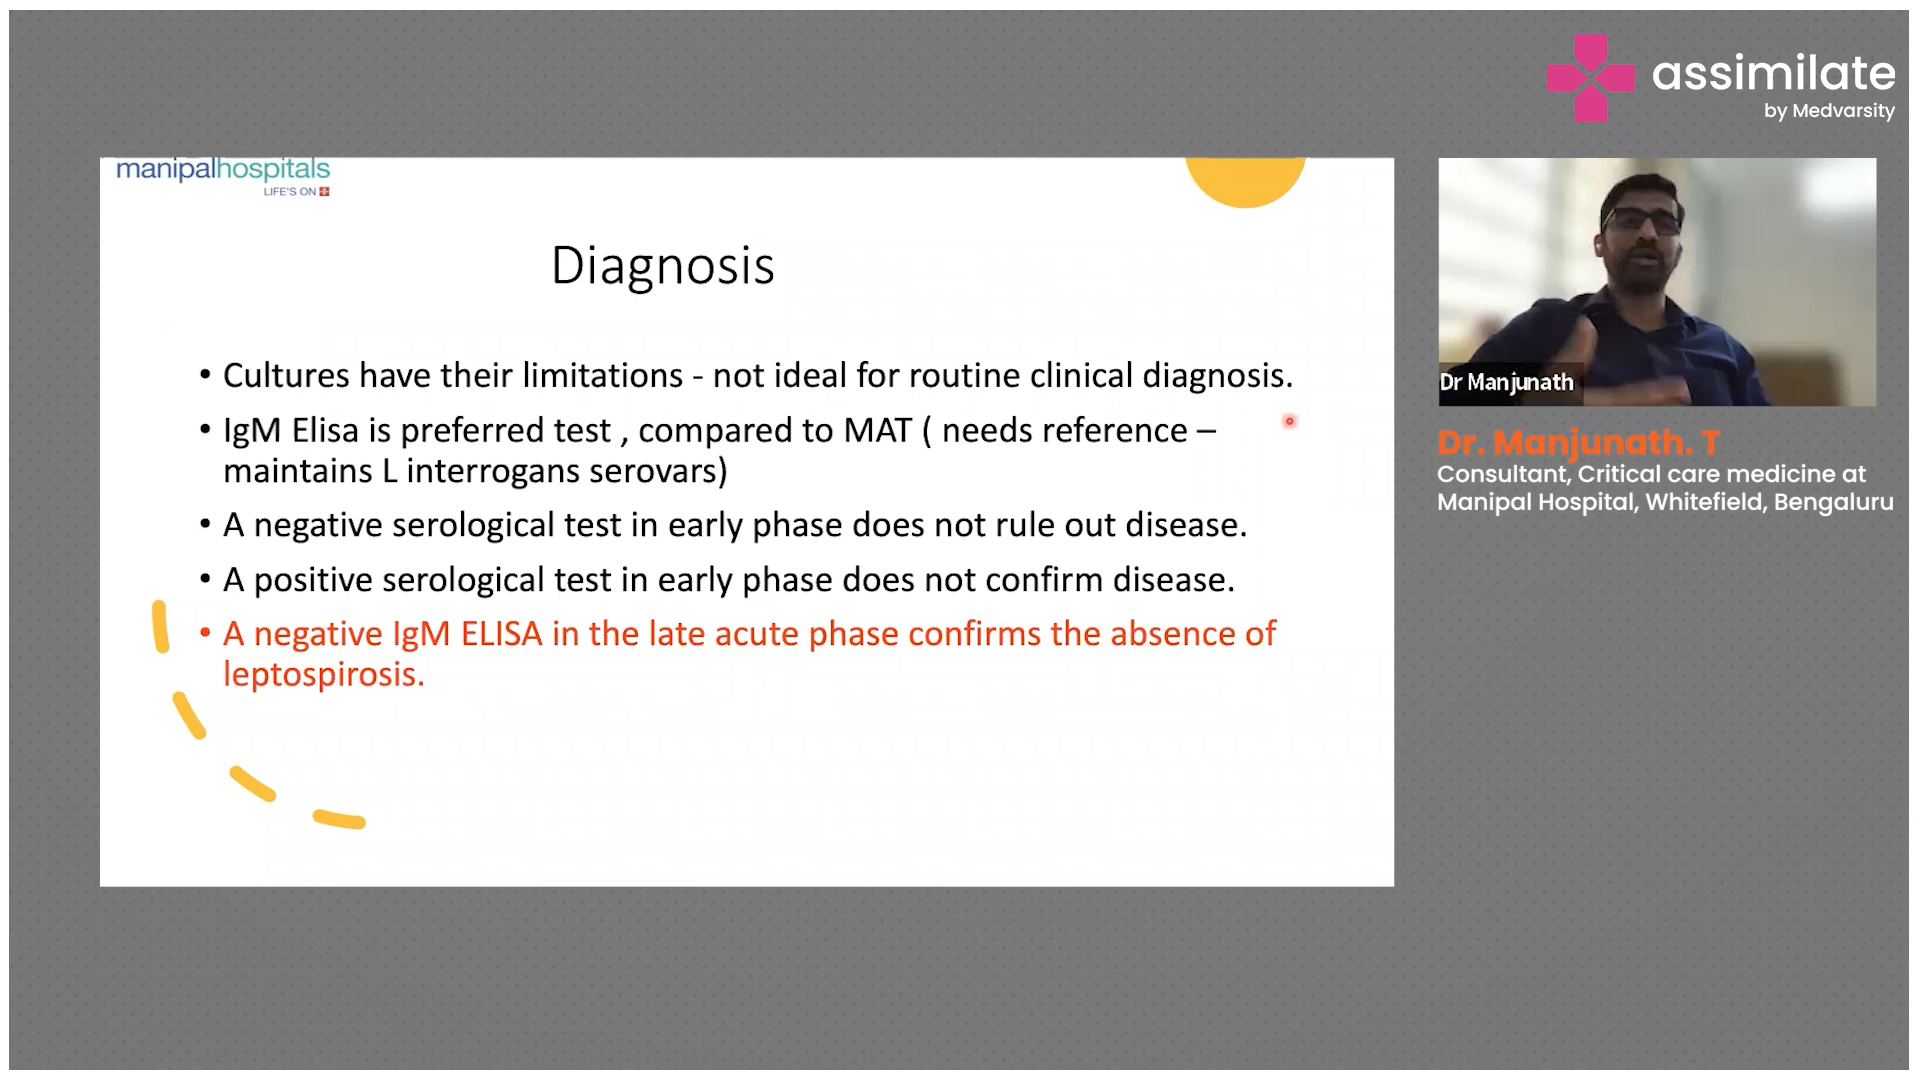 assimilate
by Medvarsity
manipalhospitals
LIFE'S ON
Diagnosis
• Cultures have their limitations - not ideal for routine clinical diagnosis.
• IgM Elisa is preferred test , compared to MAT ( needs reference –
maintains L interrogans serovars)
• A negative serological test in early phase does not rule out disease.
• A positive serological test in early phase does not confirm disease.
• A negative IgM ELISA in the late acute phase confirms the absence of
leptospirosis.
Dr Manjunath
Dr. Manjunath. T
Consultant, Critical care medicine at
Manipal Hospital, Whitefield, Bengaluru